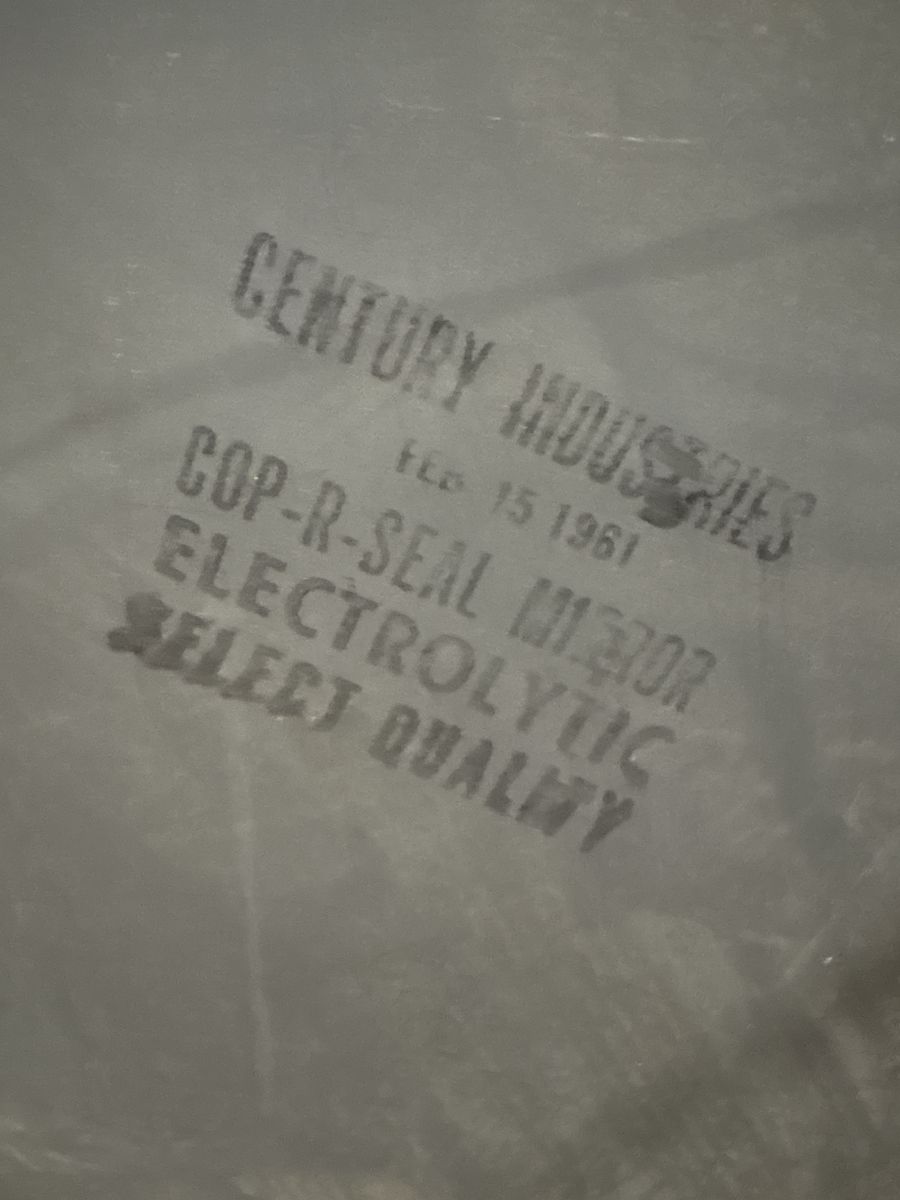 CENTURY INDUSTRIES
FEB 15 1961
COP-R-SEAL MIRROR
ELECTROLYTIC
SELECT QUALITY